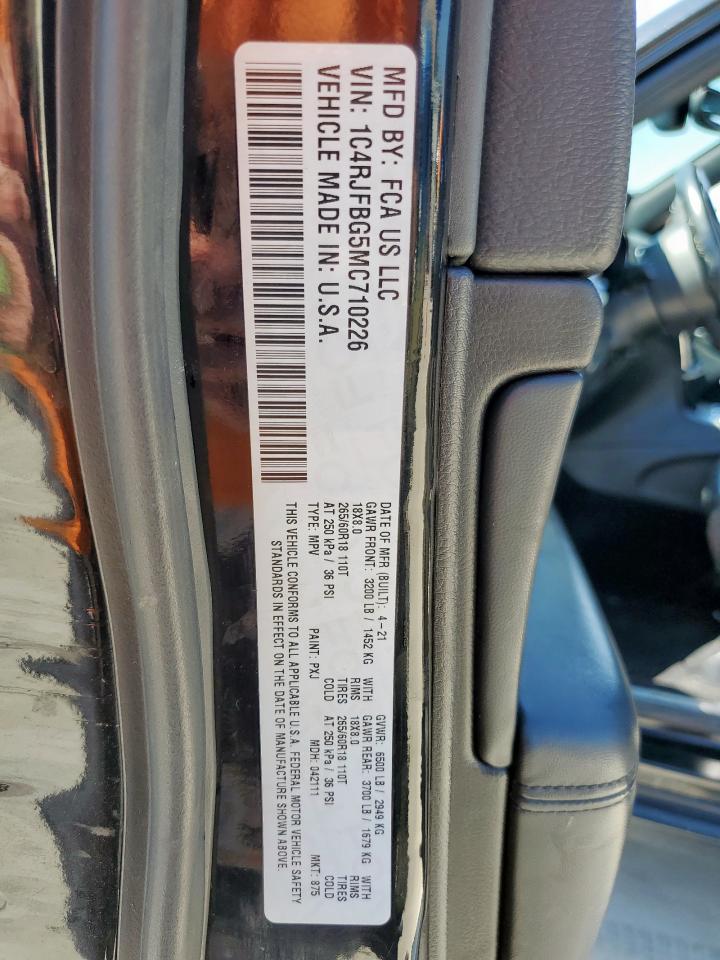 MFD BY: FCA US LLC
VIN: 1C4RJFBG5MC710226
VEHICLE MADE IN: U.S.A.
DATE OF MFR (BUILT): 4-21 GVWR: 6500 LB / 2949 KG
GAWR FRONT: 3200 LB / 1452 KG WITH GAWR REAR: 3700 LB / 1679 KG WITH
18X8.0 RIMS 18X8.0 RIMS
265/60R18 110T TIRES 265/60R18 110T TIRES
AT 250 kPa / 36 PSI COLD AT 250 kPa / 36 PSI COLD
TYPE: MPV PAINT: PXJ MDH: 042111 MKT: 875
THIS VEHICLE CONFORMS TO ALL APPLICABLE U.S.A. FEDERAL MOTOR VEHICLE SAFETY
STANDARDS IN EFFECT ON THE DATE OF MANUFACTURE SHOWN ABOVE.